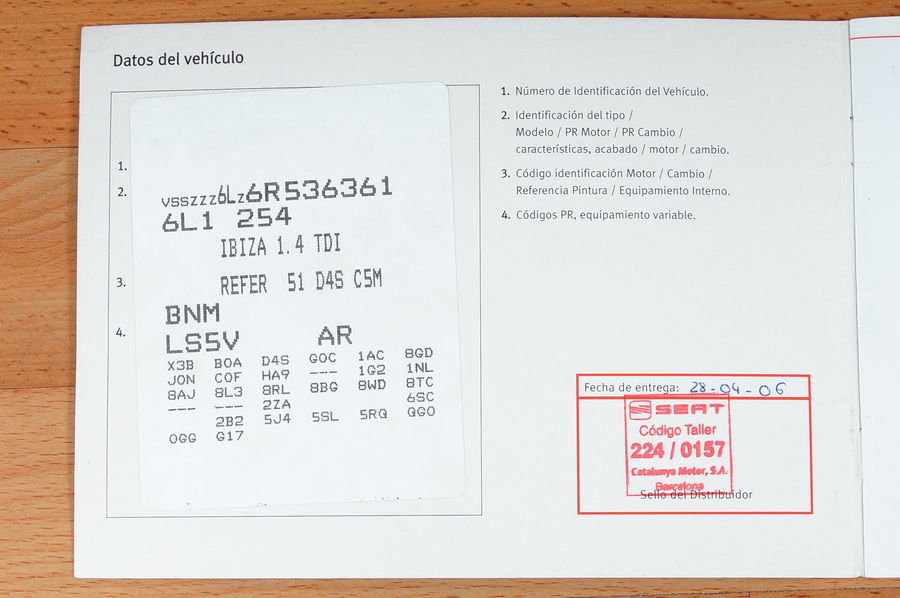 Datos del vehículo
1.
2.
3.
4.
VSSZZZ6LZ6R536361
6L1 254
IBIZA 1.4 TDI
REFER 51 D4S C5M
BNM
LS5V AR
X3B B0A D4S G0C 1AC 8GD
J0N C0F HA9 --- 1G2 1NL
8AJ 8L3 8RL 8BG 8WD 8TC
--- --- 2ZA 6SC
2B2 5J4 5SL 5RQ QG0
0GG G17
1. Número de Identificación del Vehículo.
2. Identificación del tipo /
Modelo / PR Motor / PR Cambio /
características, acabado / motor / cambio.
3. Código identificación Motor / Cambio /
Referencia Pintura / Equipamiento Interno.
4. Códigos PR, equipamiento variable.
Fecha de entrega: 28-04-06
SEAT
Código Taller
224 / 0157
Catalunya Motor, S.A.
Barcelona
Sello del Distribuidor